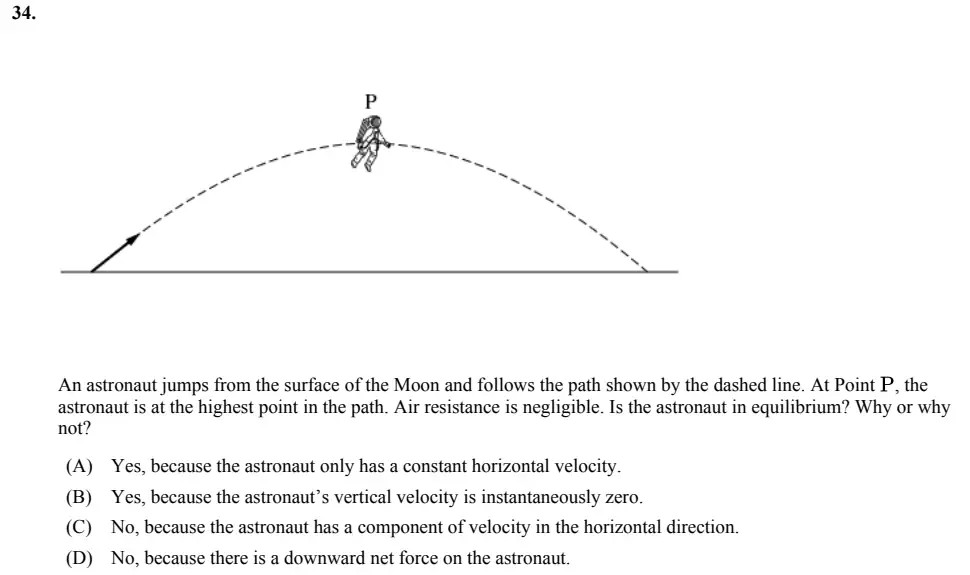 34.
P
An astronaut jumps from the surface of the Moon and follows the path shown by the dashed line. At Point P, the
astronaut is at the highest point in the path. Air resistance is negligible. Is the astronaut in equilibrium? Why or why
not?
(A) Yes, because the astronaut only has a constant horizontal velocity.
(B) Yes, because the astronaut’s vertical velocity is instantaneously zero.
(C) No, because the astronaut has a component of velocity in the horizontal direction.
(D) No, because there is a downward net force on the astronaut.